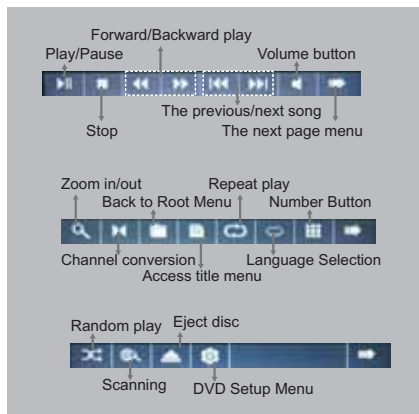 Forward/Backward play
Play/Pause
Volume button
The previous/next song
Stop
The next page menu
Zoom in/out
Repeat play
Back to Root Menu
Number Button
Channel conversion
Language Selection
Access title menu
Random play
Eject disc
Scanning
DVD Setup Menu